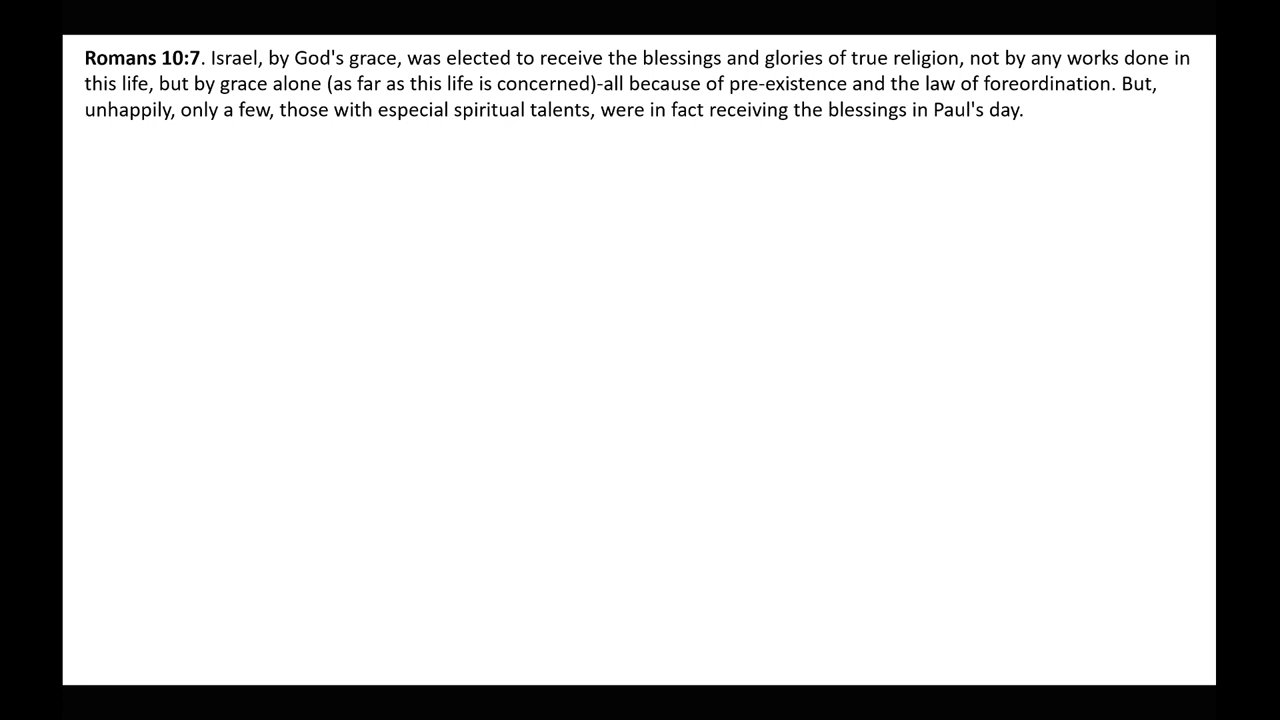 Romans 10:7. Israel, by God's grace, was elected to receive the blessings and glories of true religion, not by any works done in
this life, but by grace alone (as far as this life is concerned)-all because of pre-existence and the law of foreordination. But,
unhappily, only a few, those with especial spiritual talents, were in fact receiving the blessings in Paul's day.